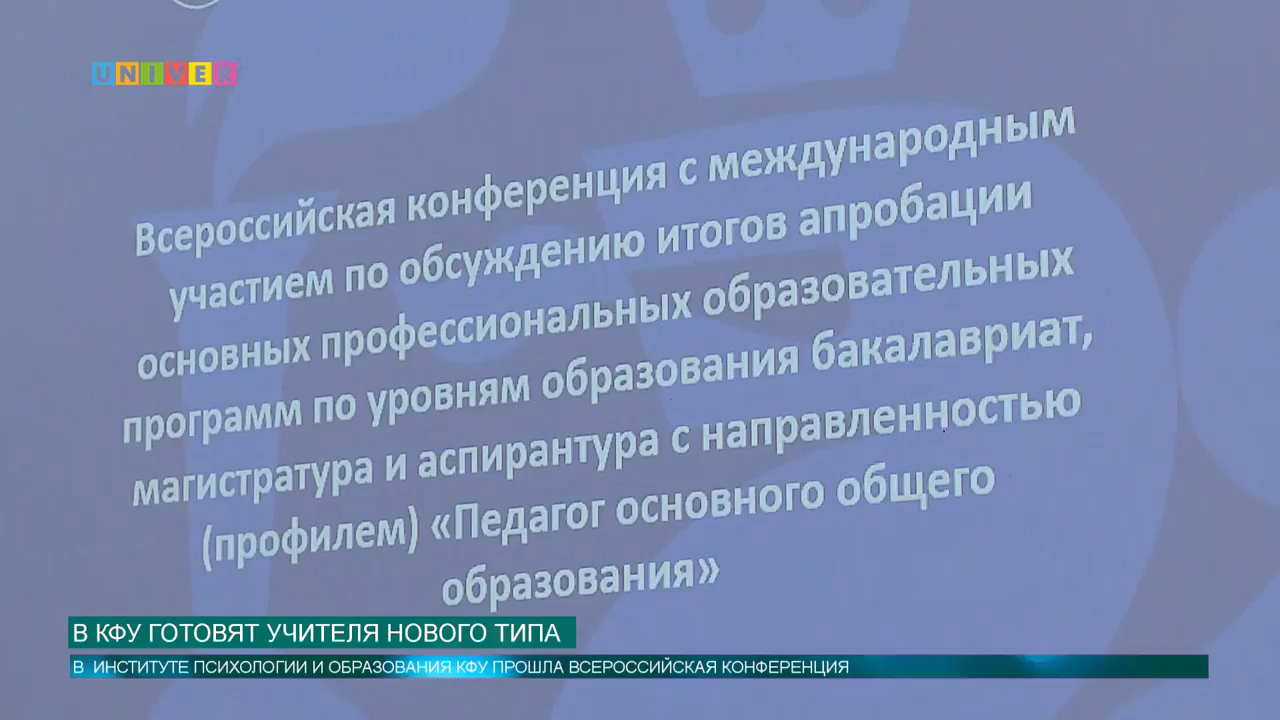 UNIVER
Всероссийская конференция с международным
участием по обсуждению итогов апробации
основных профессиональных образовательных
программ по уровням образования бакалавриат,
магистратура и аспирантура с направленностью
(профилем) «Педагог основного общего
образования»
В КФУ ГОТОВЯТ УЧИТЕЛЯ НОВОГО ТИПА
В ИНСТИТУТЕ ПСИХОЛОГИИ И ОБРАЗОВАНИЯ КФУ ПРОШЛА ВСЕРОССИЙСКАЯ КОНФЕРЕНЦИЯ